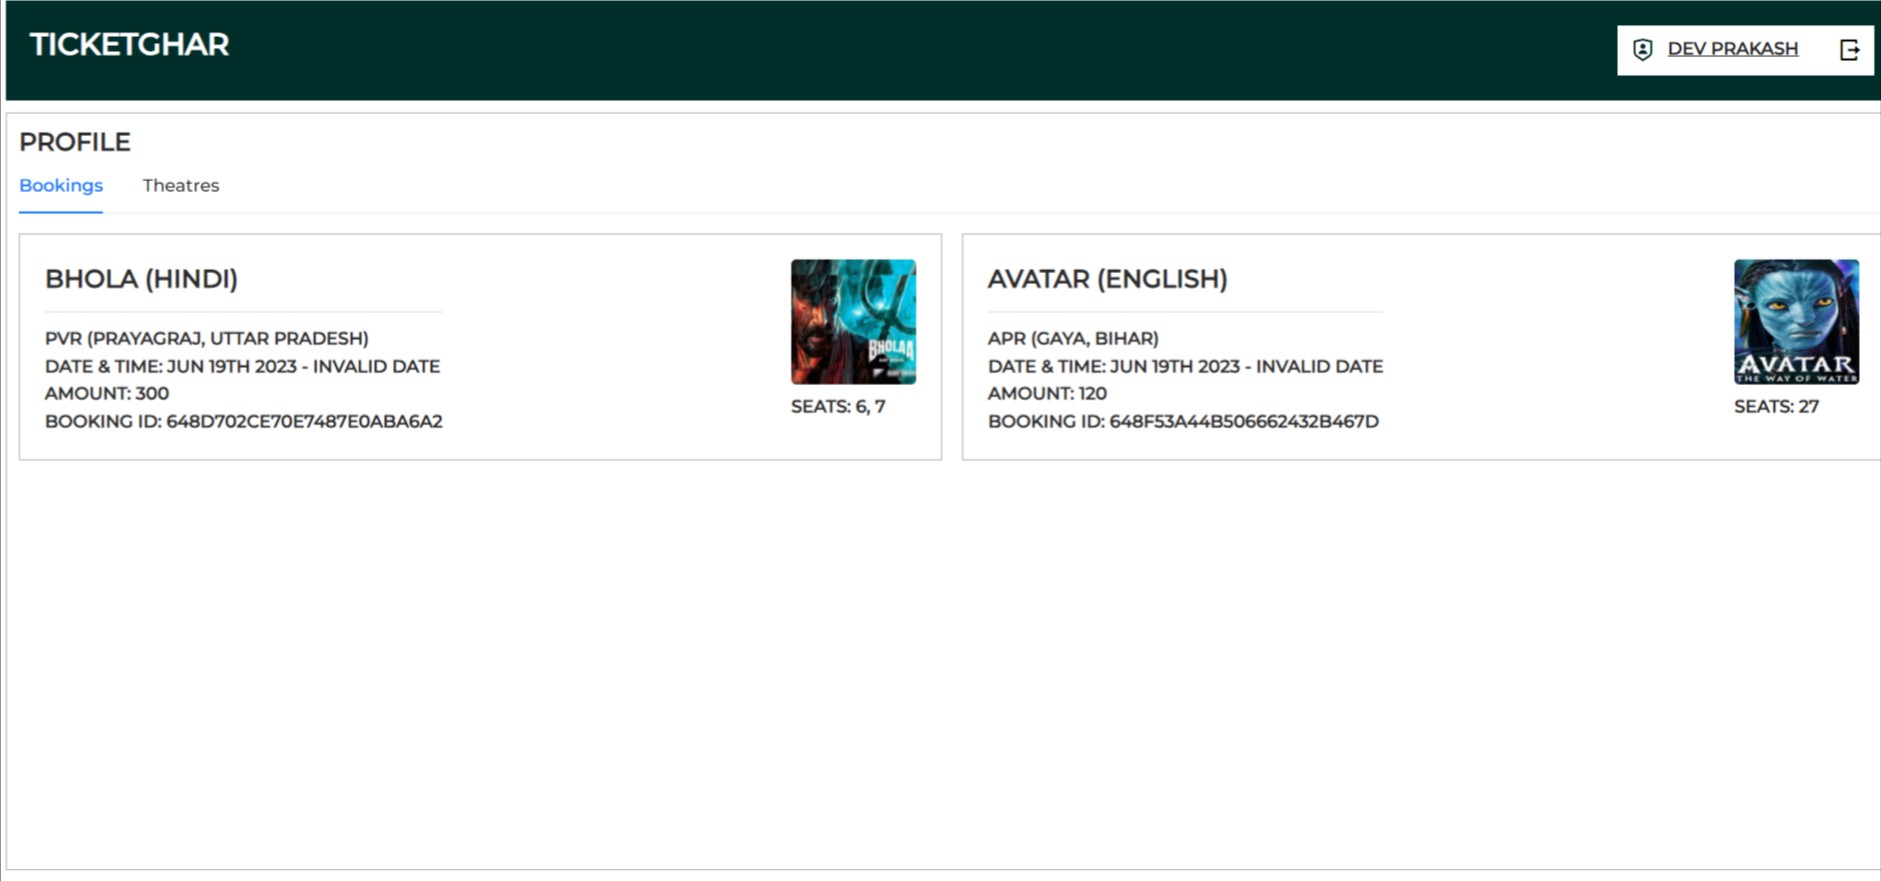 TICKETGHAR
DEV PRAKASH
PROFILE
Bookings Theatres
BHOLA (HINDI)
PVR (PRAYAGRAJ, UTTAR PRADESH)
DATE & TIME: JUN 19TH 2023 - INVALID DATE
AMOUNT: 300
BOOKING ID: 648D702CE70E7487E0ABA6A2
BHOLAA
SEATS: 6, 7
AVATAR (ENGLISH)
APR (GAYA, BIHAR)
DATE & TIME: JUN 19TH 2023 - INVALID DATE
AMOUNT: 120
BOOKING ID: 648F53A44B506662432B467D
AVATAR
THE WAY OF WATER
SEATS: 27